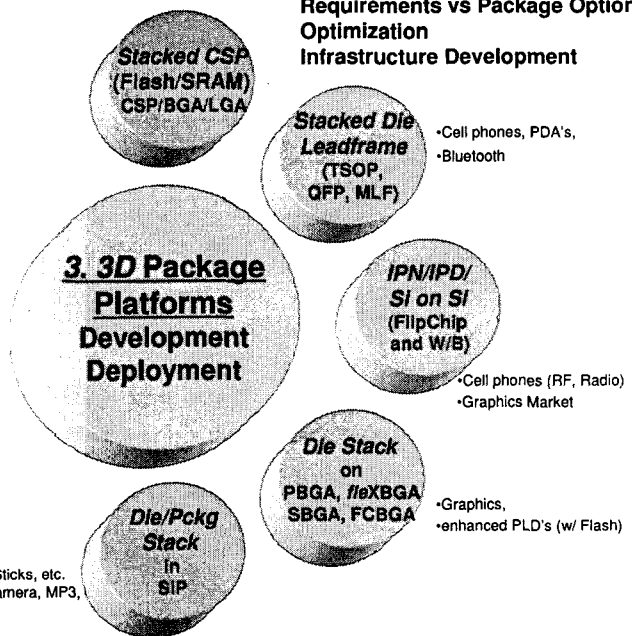 Requirements vs Package Option
Optimization
Infrastructure Development
Stacked CSP
(Flash/SRAM)
CSP/BGA/LGA
Stacked Die
Leadframe
(TSOP,
QFP, MLF)
•Cell phones, PDA's,
•Bluetooth
3. 3D Package
Platforms
Development
Deployment
IPN/IPD/
SI on SI
(FlipChip
and W/B)
•Cell phones (RF, Radio)
•Graphics Market
Die Stack
on
PBGA, fleXBGA
SBGA, FCBGA
•Graphics,
•enhanced PLD's (w/ Flash)
Die/Pckg
Stack
in
SIP
Sticks, etc.
amera, MP3,